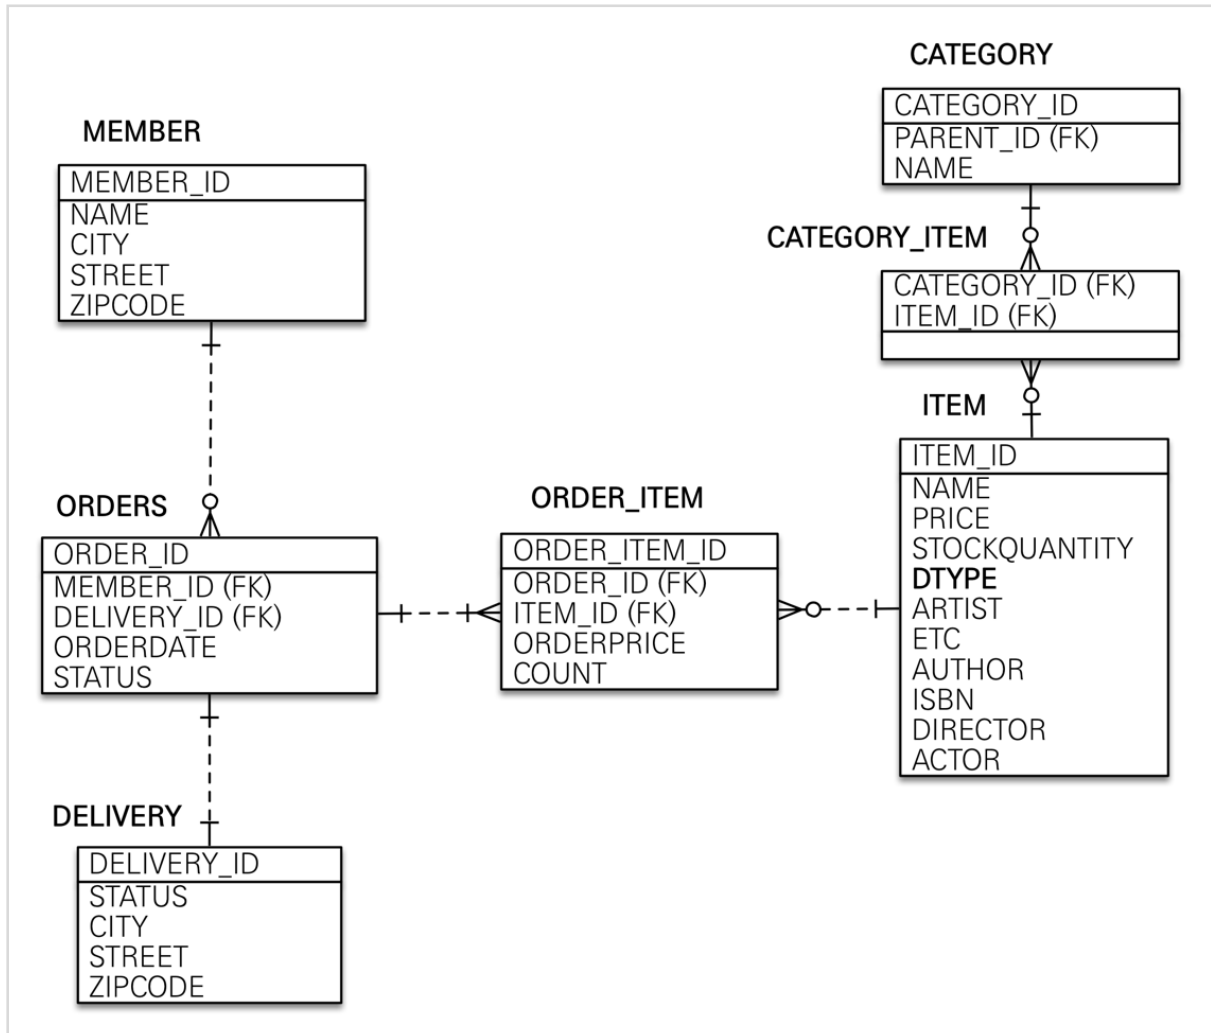 MEMBER
MEMBER_ID
NAME
CITY
STREET
ZIPCODE
ORDERS
ORDER_ID
MEMBER_ID (FK)
DELIVERY_ID (FK)
ORDERDATE
STATUS
DELIVERY
DELIVERY_ID
STATUS
CITY
STREET
ZIPCODE
ORDER_ITEM
ORDER_ITEM_ID
ORDER_ID (FK)
ITEM_ID (FK)
ORDERPRICE
COUNT
CATEGORY
CATEGORY_ID
PARENT_ID (FK)
NAME
CATEGORY_ITEM
CATEGORY_ID (FK)
ITEM_ID (FK)
ITEM
ITEM_ID
NAME
PRICE
STOCKQUANTITY
DTYPE
ARTIST
ETC
AUTHOR
ISBN
DIRECTOR
ACTOR